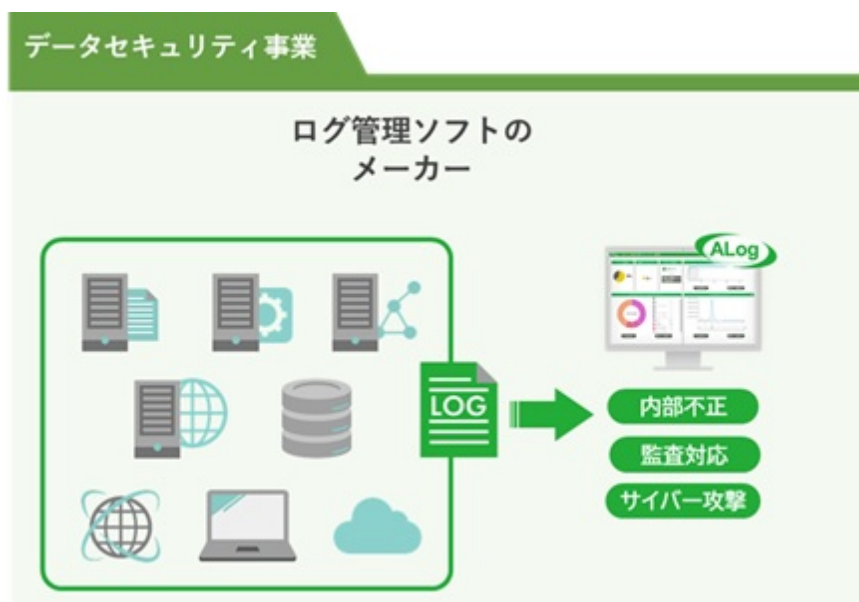 データセキュリティ事業
ログ管理ソフトの
メーカー
ALog
LOG
内部不正
監査対応
サイバー攻撃